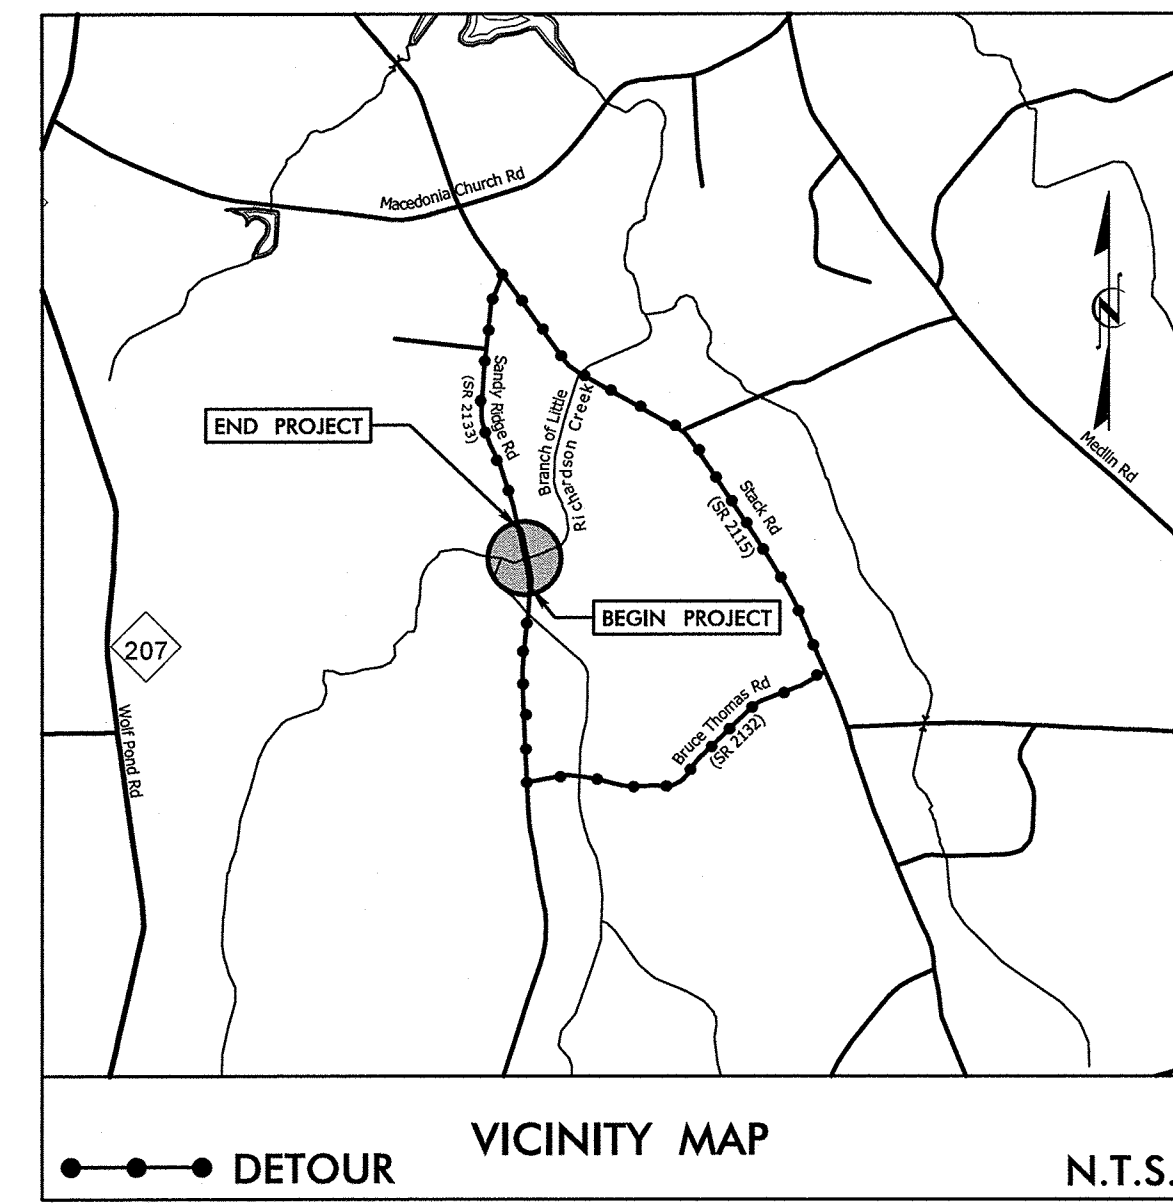 Macedonia Church Rd
Sandy Ridge Rd
(SR 2133)
Branch of Little
Richardson Creek
END PROJECT
N
Medlin Rd
Stack Rd
(SR 2115)
BEGIN PROJECT
207
Wolf Pond Rd
Bruce Thomas Rd
(SR 2132)
VICINITY MAP
DETOUR
N.T.S.